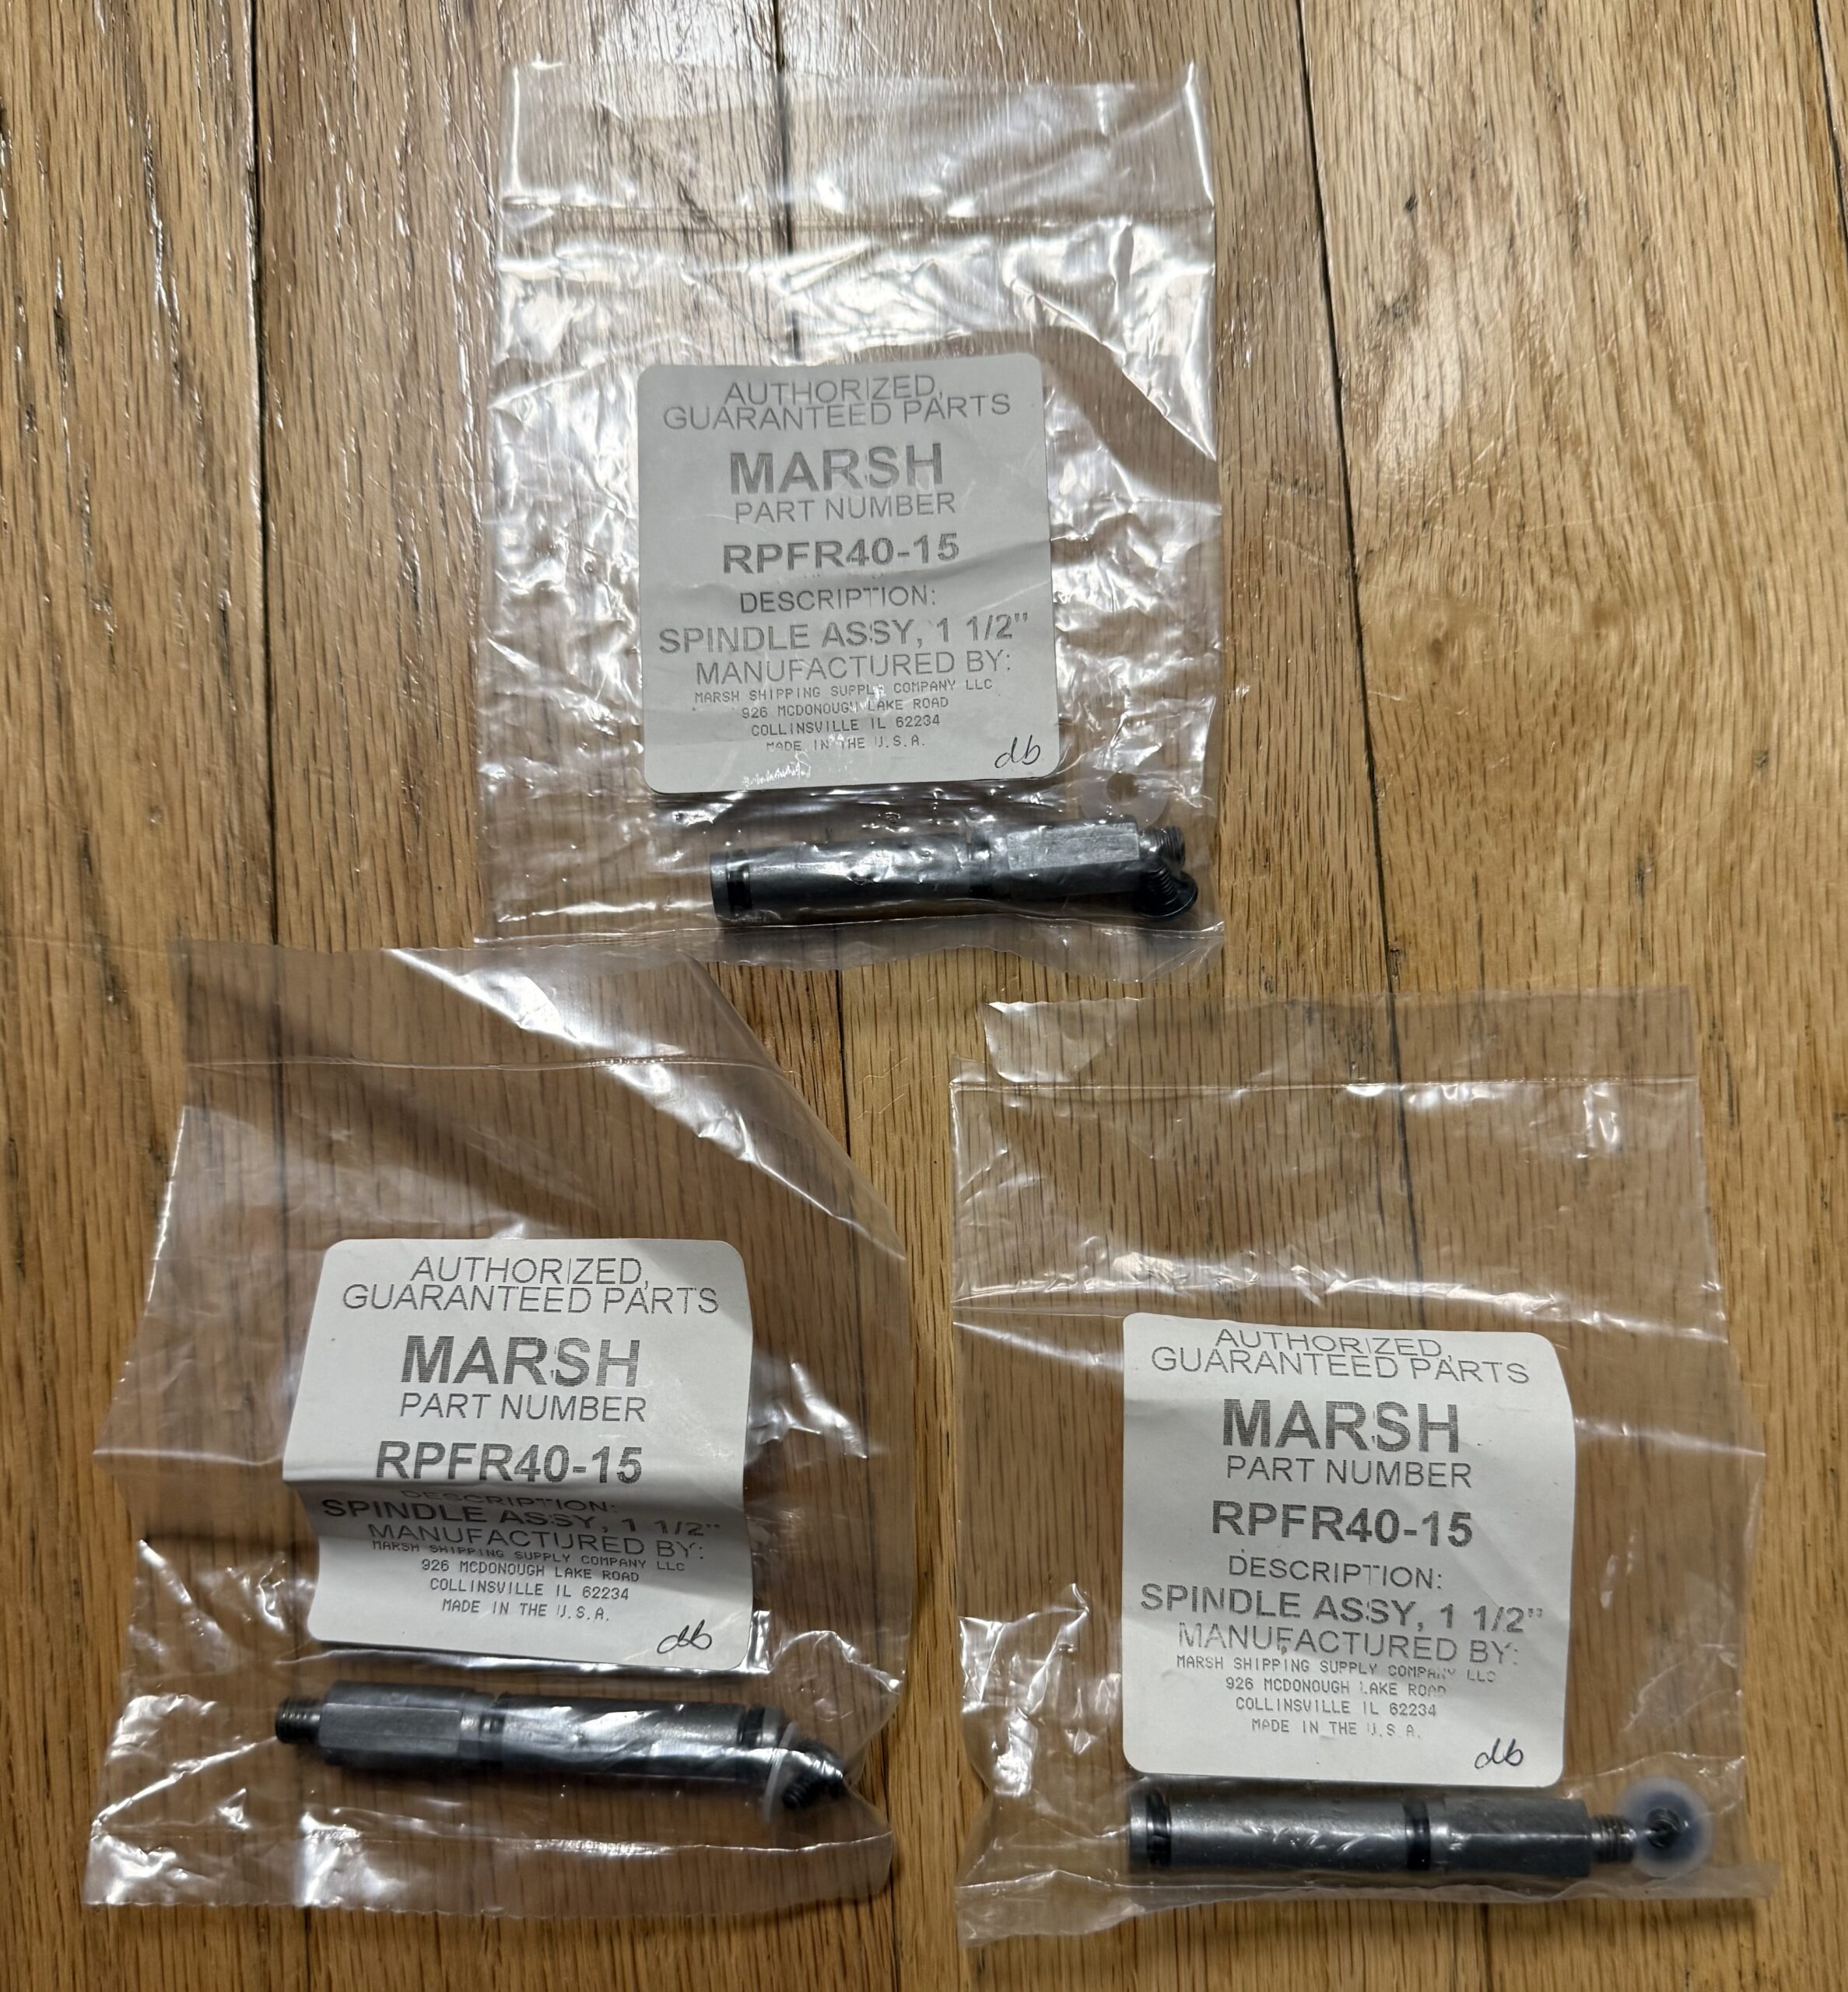 AUTHORIZED,
GUARANTEED PARTS
MARSH
PART NUMBER
RPFR40-15
DESCRIPTION:
SPINDLE ASSY, 1 1/2"
MANUFACTURED BY:
MARSH SHIPPING SUPPLY COMPANY LLC
926 MCDONOUGH LAKE ROAD
COLLINSVILLE IL 62234
MADE IN THE U.S.A.
db
AUTHORIZED,
GUARANTEED PARTS
MARSH
PART NUMBER
RPFR40-15
DESCRIPTION:
SPINDLE ASSY, 1 1/2"
MANUFACTURED BY:
MARSH SHIPPING SUPPLY COMPANY LLC
926 MCDONOUGH LAKE ROAD
COLLINSVILLE IL 62234
MADE IN THE U.S.A.
db
AUTHORIZED,
GUARANTEED PARTS
MARSH
PART NUMBER
RPFR40-15
DESCRIPTION:
SPINDLE ASSY, 1 1/2"
MANUFACTURED BY:
MARSH SHIPPING SUPPLY COMPANY LLC
926 MCDONOUGH LAKE ROAD
COLLINSVILLE IL 62234
MADE IN THE U.S.A.
db